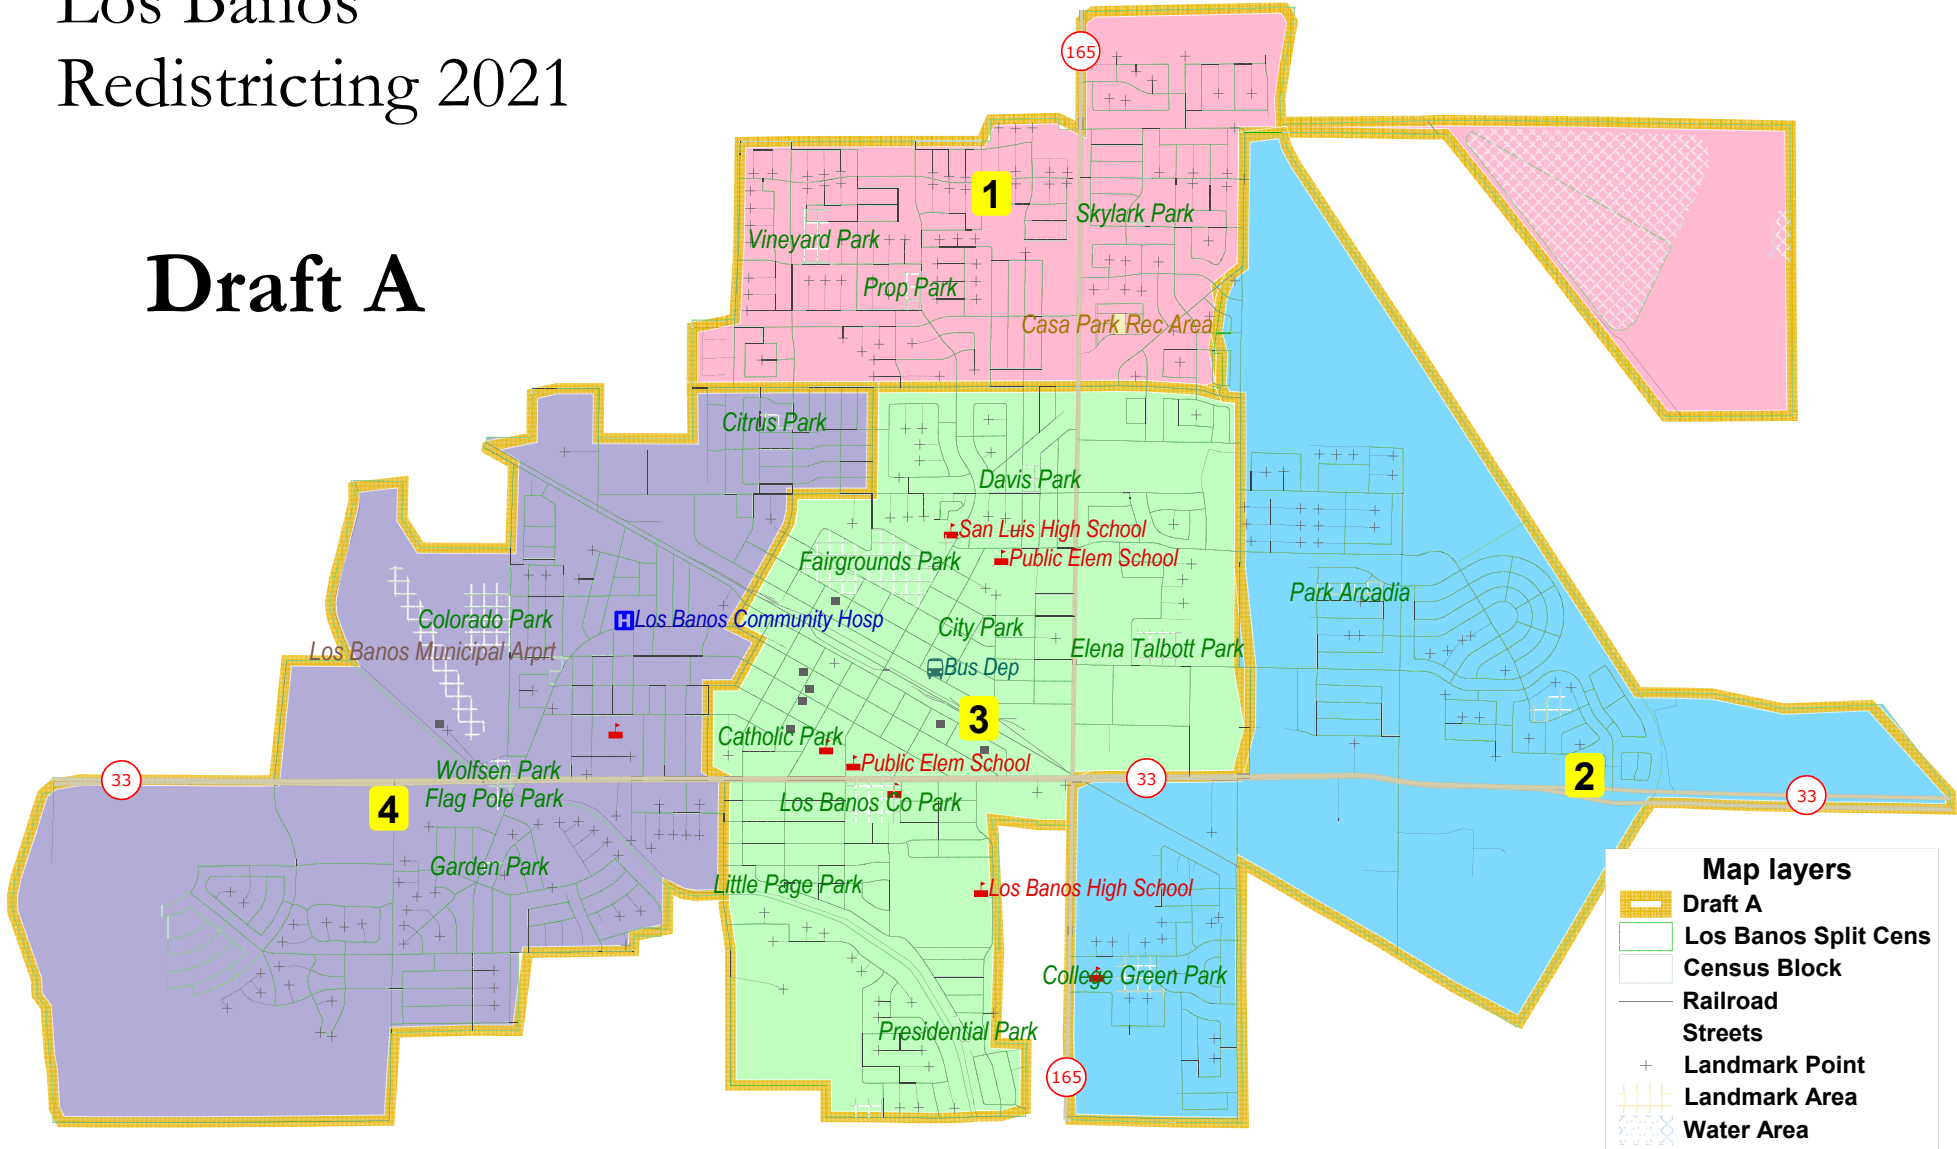 Los Banos
Redistricting 2021
Draft A
165
1
Skylark Park
Vineyard Park
Prop Park
Casa Park Rec Area
Citrus Park
Davis Park
San Luis High School
Public Elem School
Fairgrounds Park
Park Arcadia
Colorado Park
Los Banos Community Hosp
City Park
Los Banos Municipal Arprt
Elena Talbott Park
Bus Dep
3
Catholic Park
Public Elem School
Wolfsen Park
33
33
2
33
Flag Pole Park
4
Los Banos Co Park
Garden Park
Little Page Park
Los Banos High School
College Green Park
Presidential Park
165
Map layers
Draft A
Los Banos Split Cens
Census Block
Railroad
Streets
Landmark Point
Landmark Area
Water Area